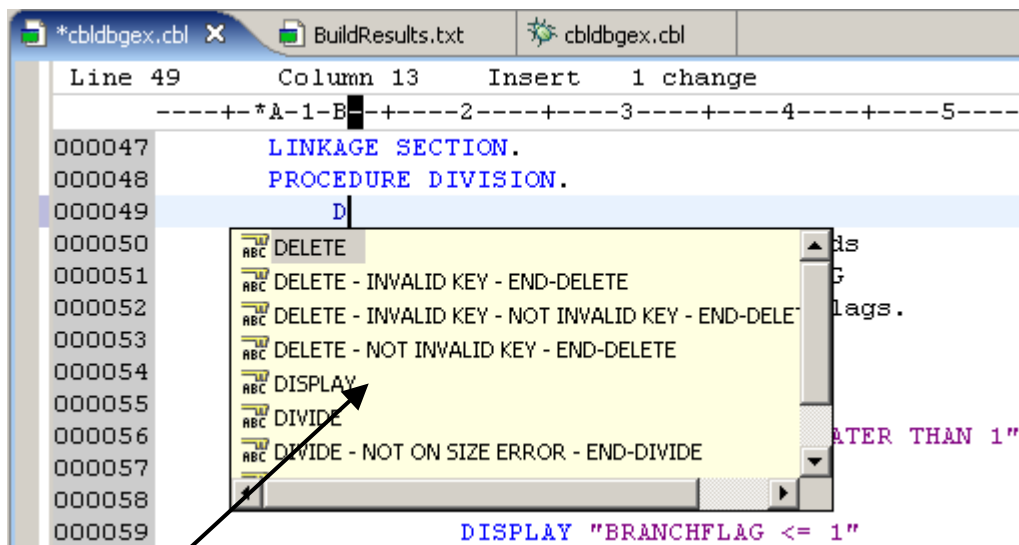 *cbldbgex.cbl BuildResults.txt cbldbgex.cbl
Line 49 Column 13 Insert 1 change
----+-*A-1-B--+----2----+----3----+----4----+----5----
000047 LINKAGE SECTION.
000048 PROCEDURE DIVISION.
000049 D
000050 ds
DELETE
000051
DELETE - INVALID KEY - END-DELETE
000052 lags.
DELETE - INVALID KEY - NOT INVALID KEY - END-DELET
000053
DELETE - NOT INVALID KEY - END-DELETE
000054
DISPLAY
000055
DIVIDE
000056 ATER THAN 1"
DIVIDE - NOT ON SIZE ERROR - END-DIVIDE
000057
000058
000059 DISPLAY "BRANCHFLAG <= 1"